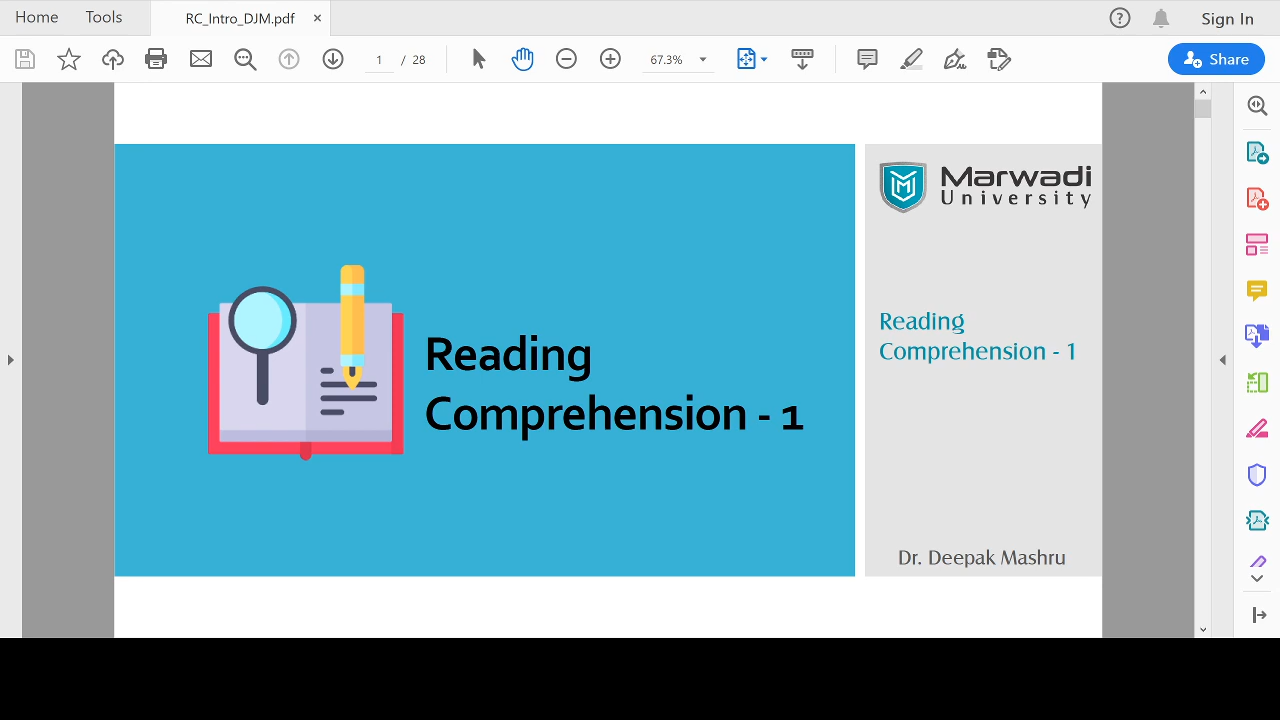 Home
Tools
RC_Intro_DJM.pdf
×
Sign In
1 / 28
67.3%
Share
Marwadi
University
Reading
Comprehension - 1
Reading
Comprehension - 1
Dr. Deepak Mashru